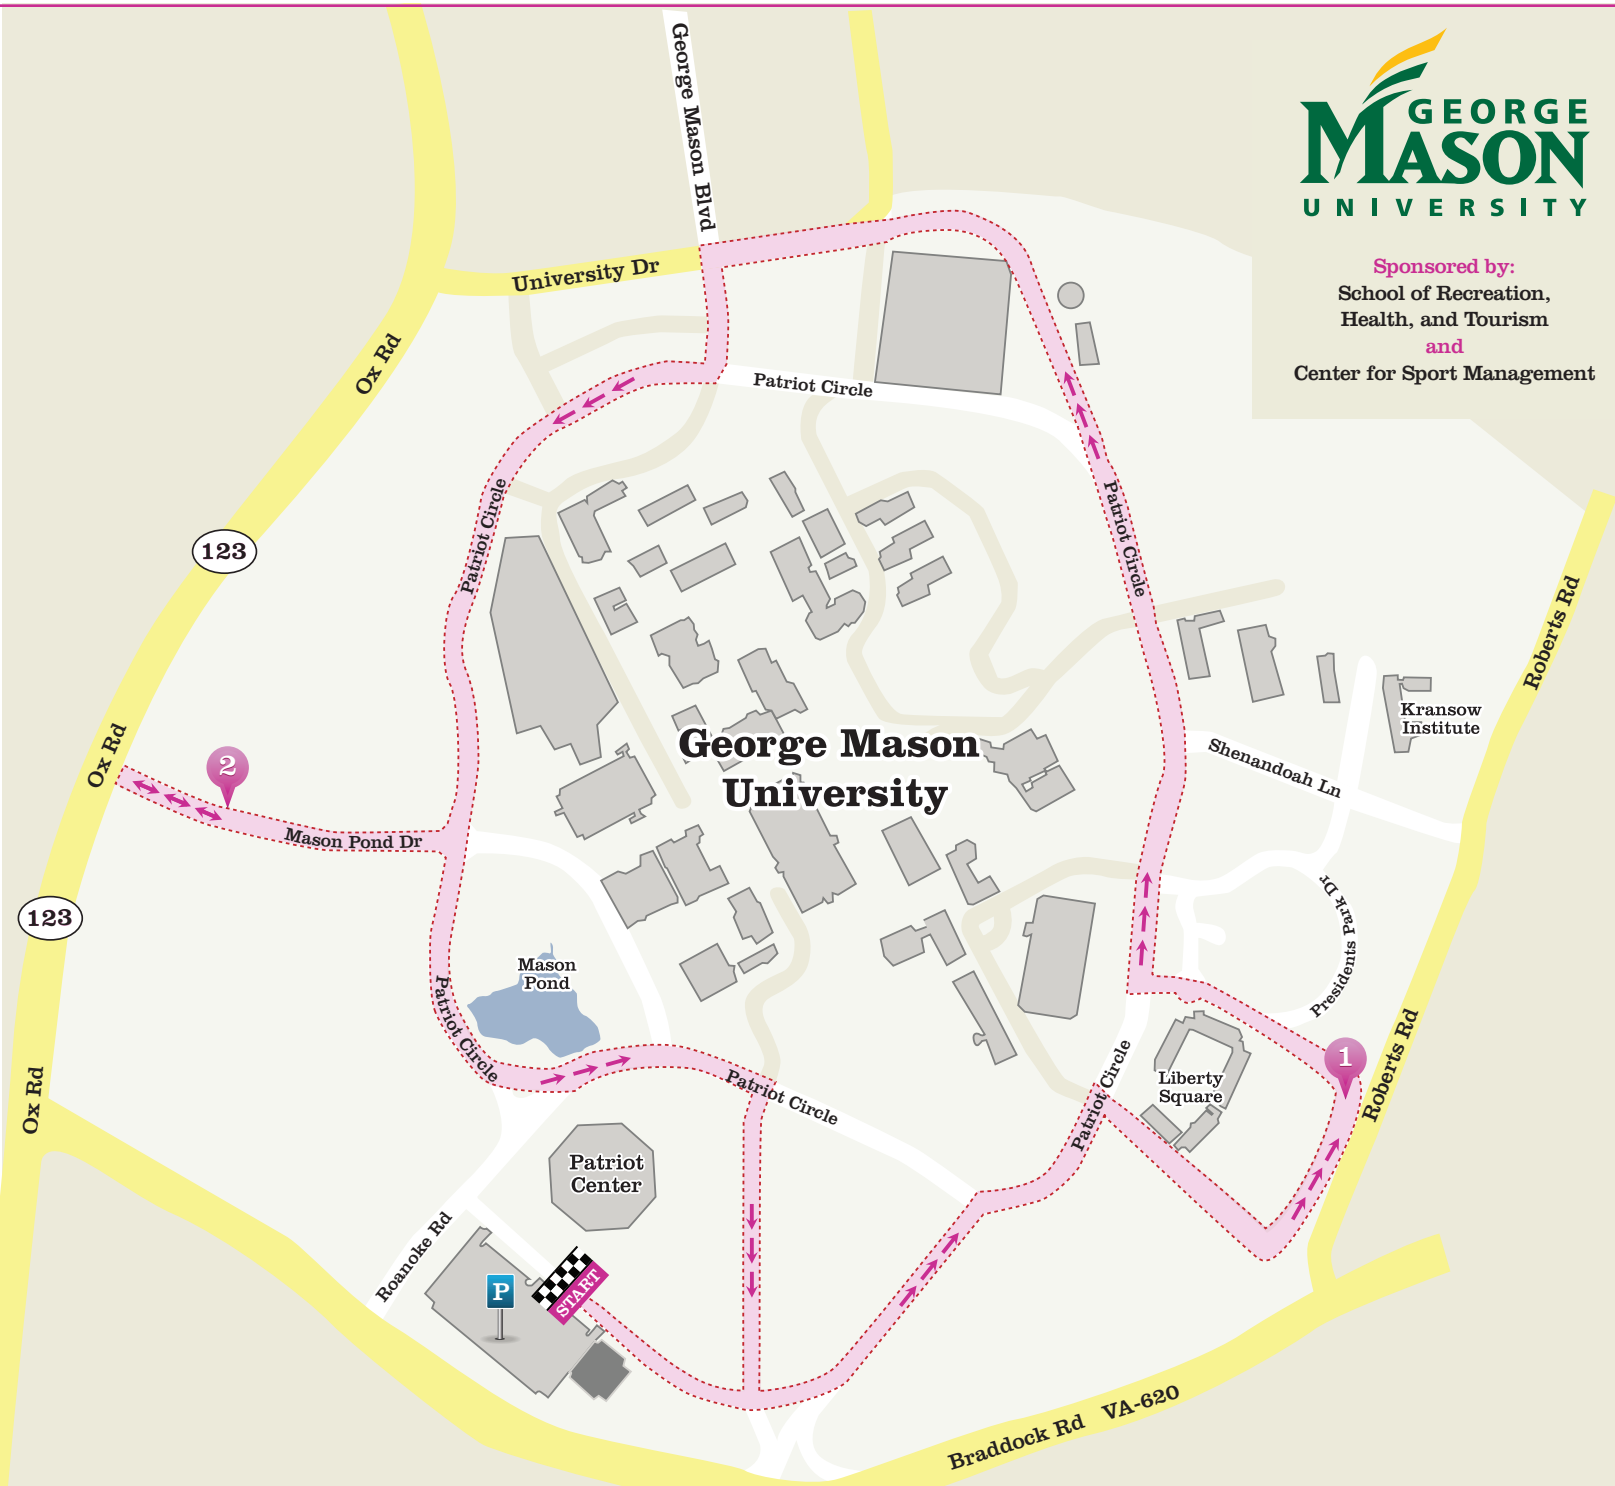 George Mason Blvd
GEORGE
MASON
UNIVERSITY
Sponsored by:
School of Recreation,
Health, and Tourism
and
Center for Sport Management
University Dr
Ox Rd
Patriot Circle
Patriot Circle
Patriot Circle
123
Roberts Rd
Kransow
Institute
Ox Rd
2
George Mason
University
Shenandoah Ln
Mason Pond Dr
123
Presidents Park Dr
Mason
Pond
Patriot Circle
1
Roberts Rd
Liberty
Square
Patriot Circle
Patriot Circle
Ox Rd
Patriot
Center
Roanoke Rd
P
START
Braddock Rd VA-620